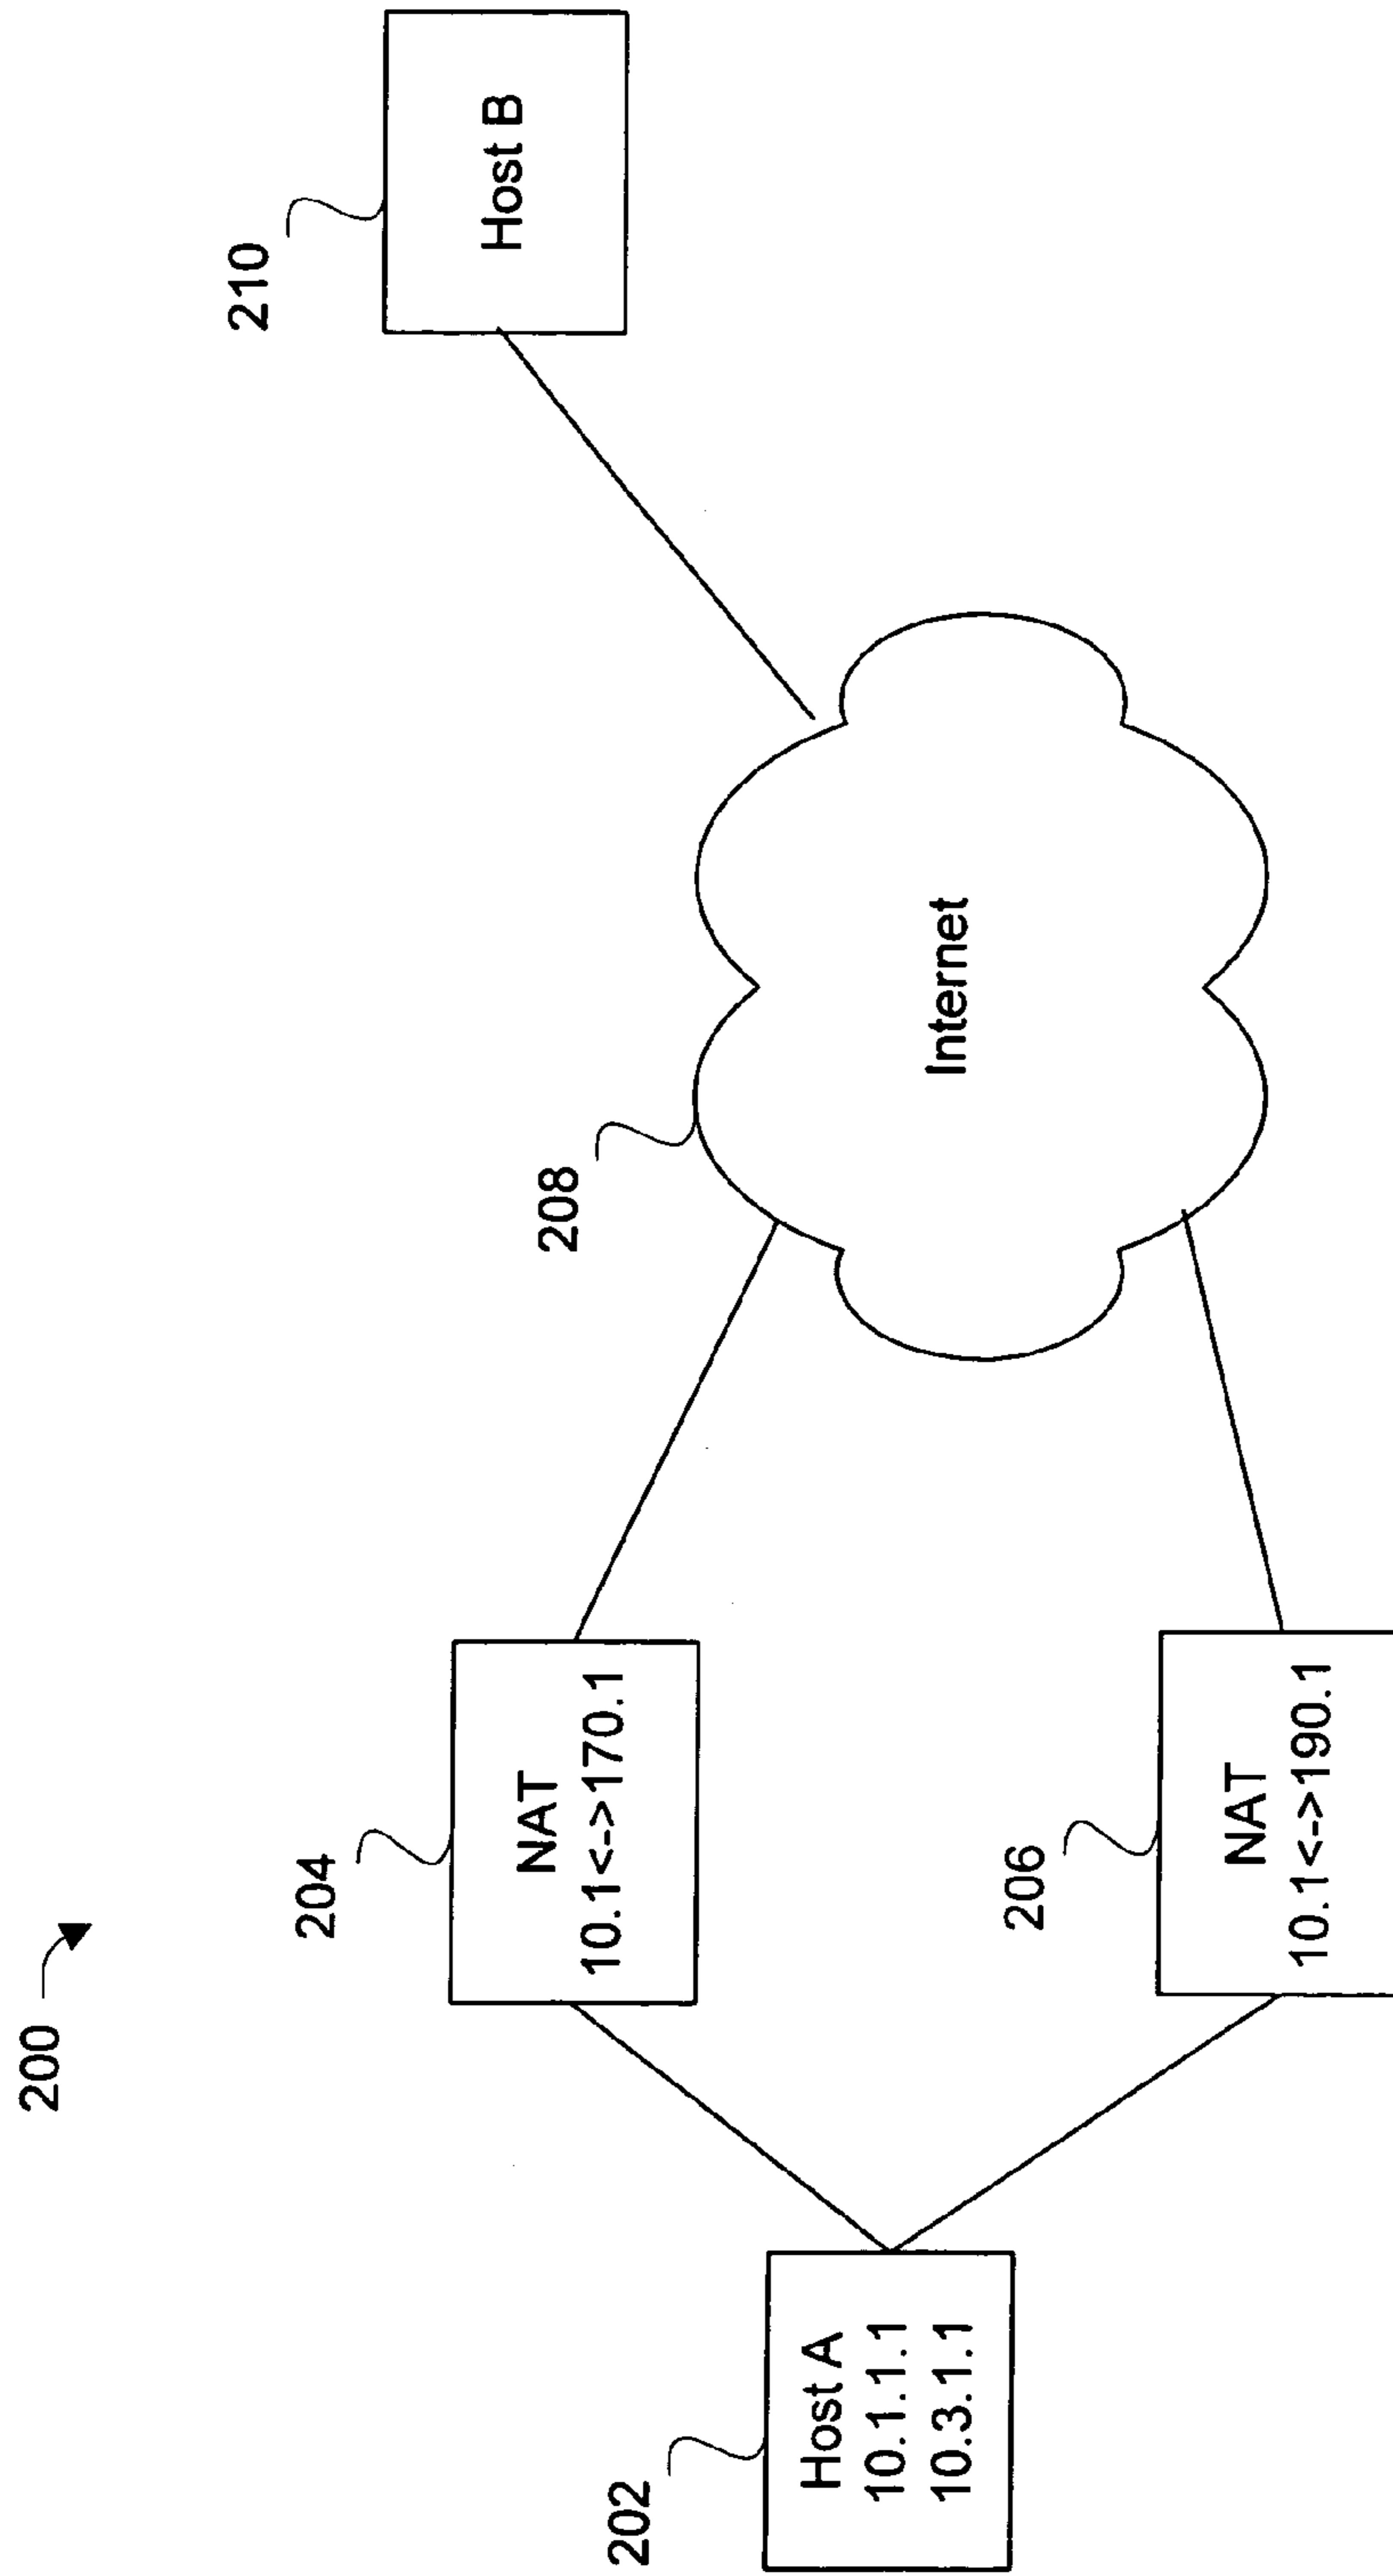 200
202
Host A
10.1.1.1
10.3.1.1
204
NAT
10.1<->170.1
206
NAT
10.1<->190.1
208
Internet
210
Host B